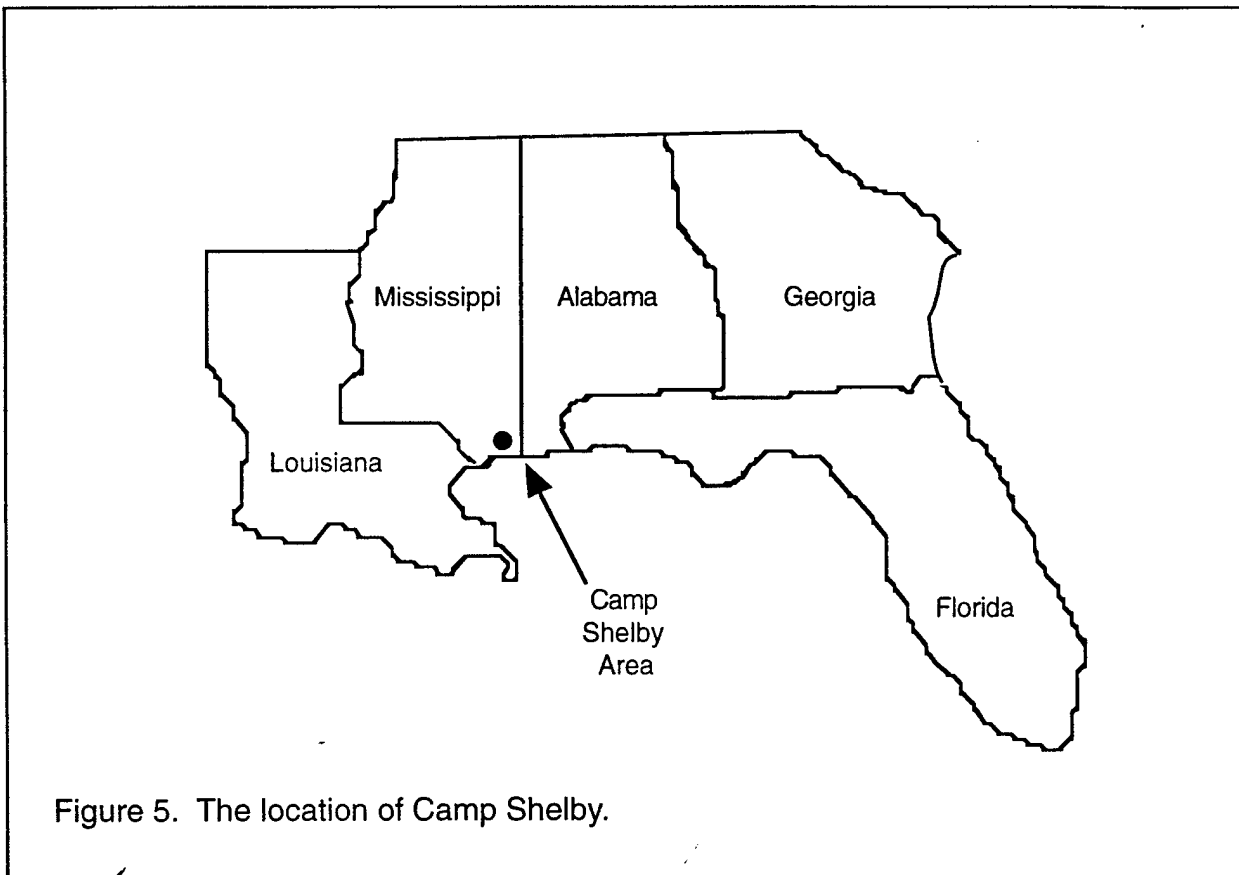 Mississippi
Alabama
Georgia
Louisiana
Camp
Shelby
Area
Florida
Figure 5. The location of Camp Shelby.